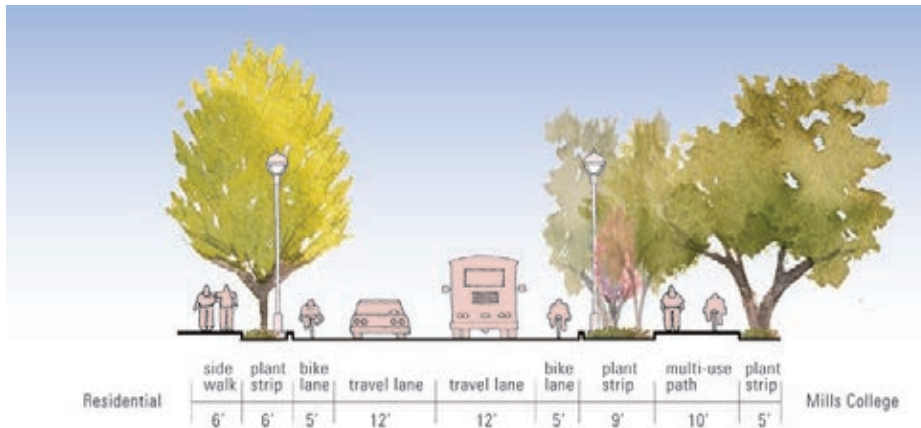 side walk plant strip bike lane travel lane travel lane bike lane plant strip multi-use path plant strip
Residential Mills College
6' 6' 5' 12' 12' 5' 9' 10' 5'